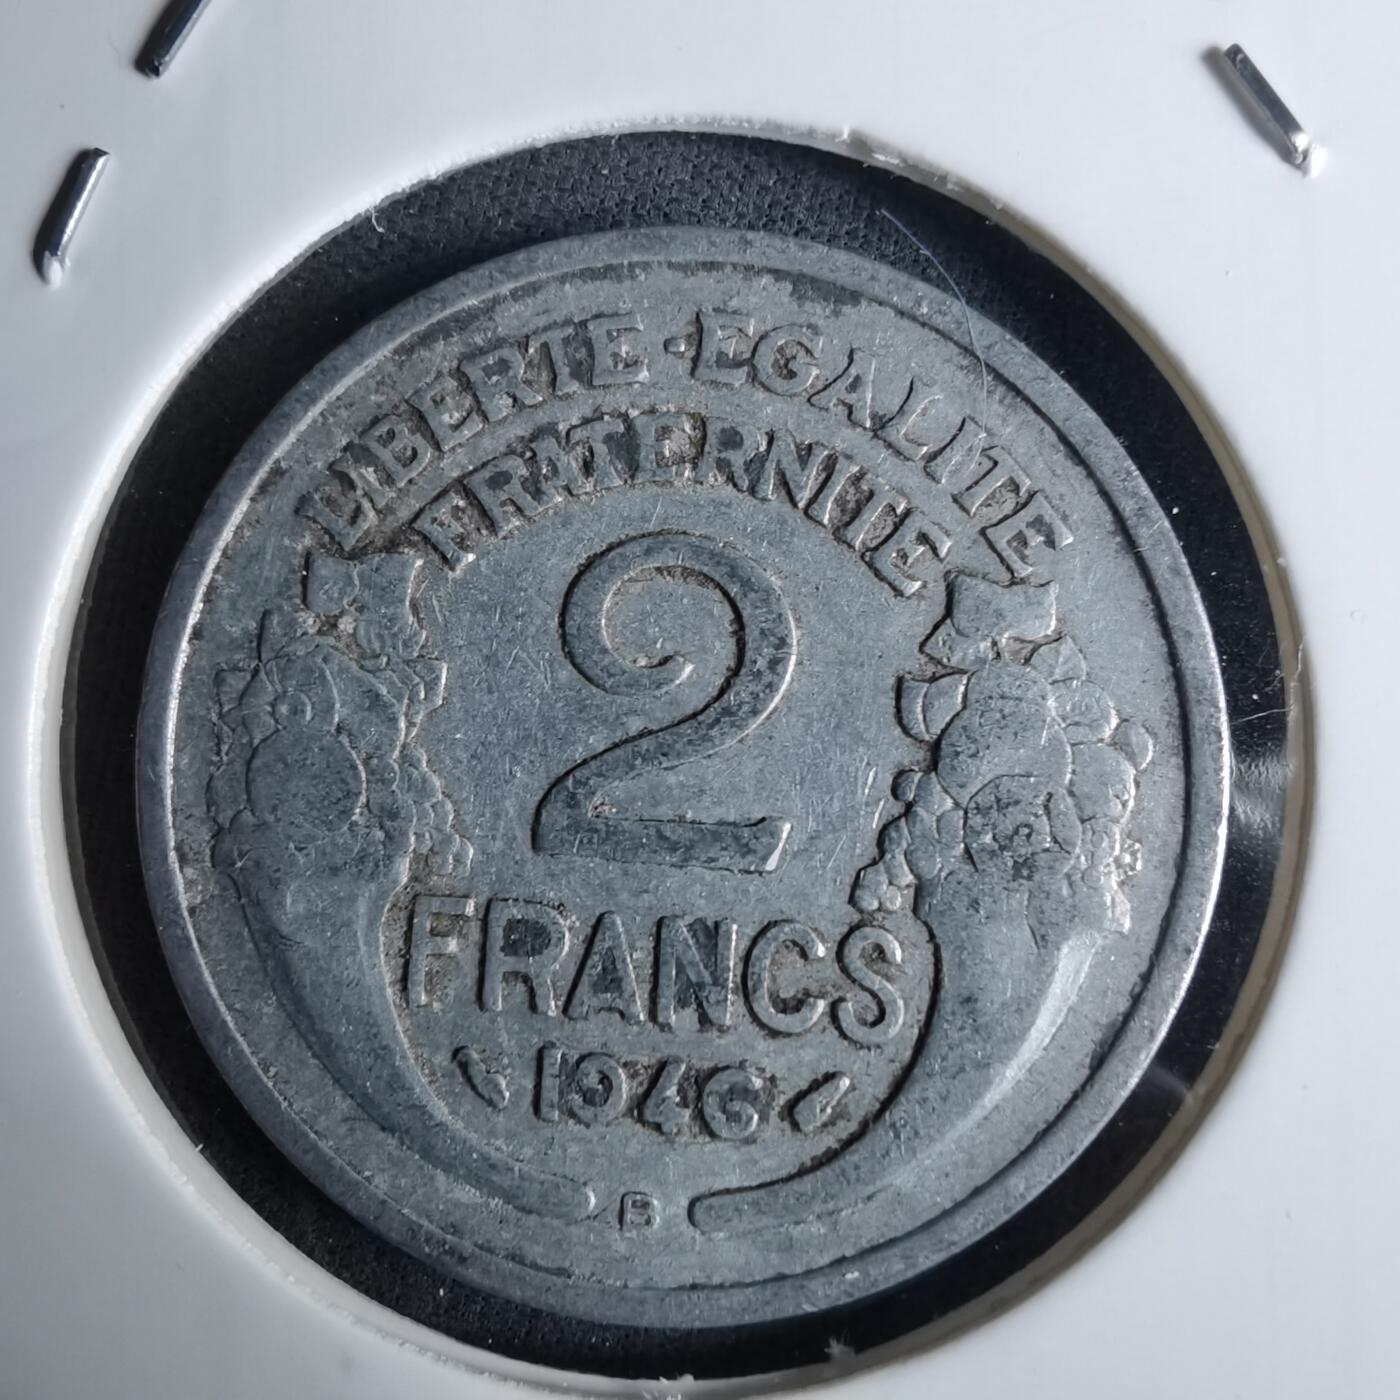 LIBERTE·EGALITE
FRATERNITE
2
FRANCS
1946
B